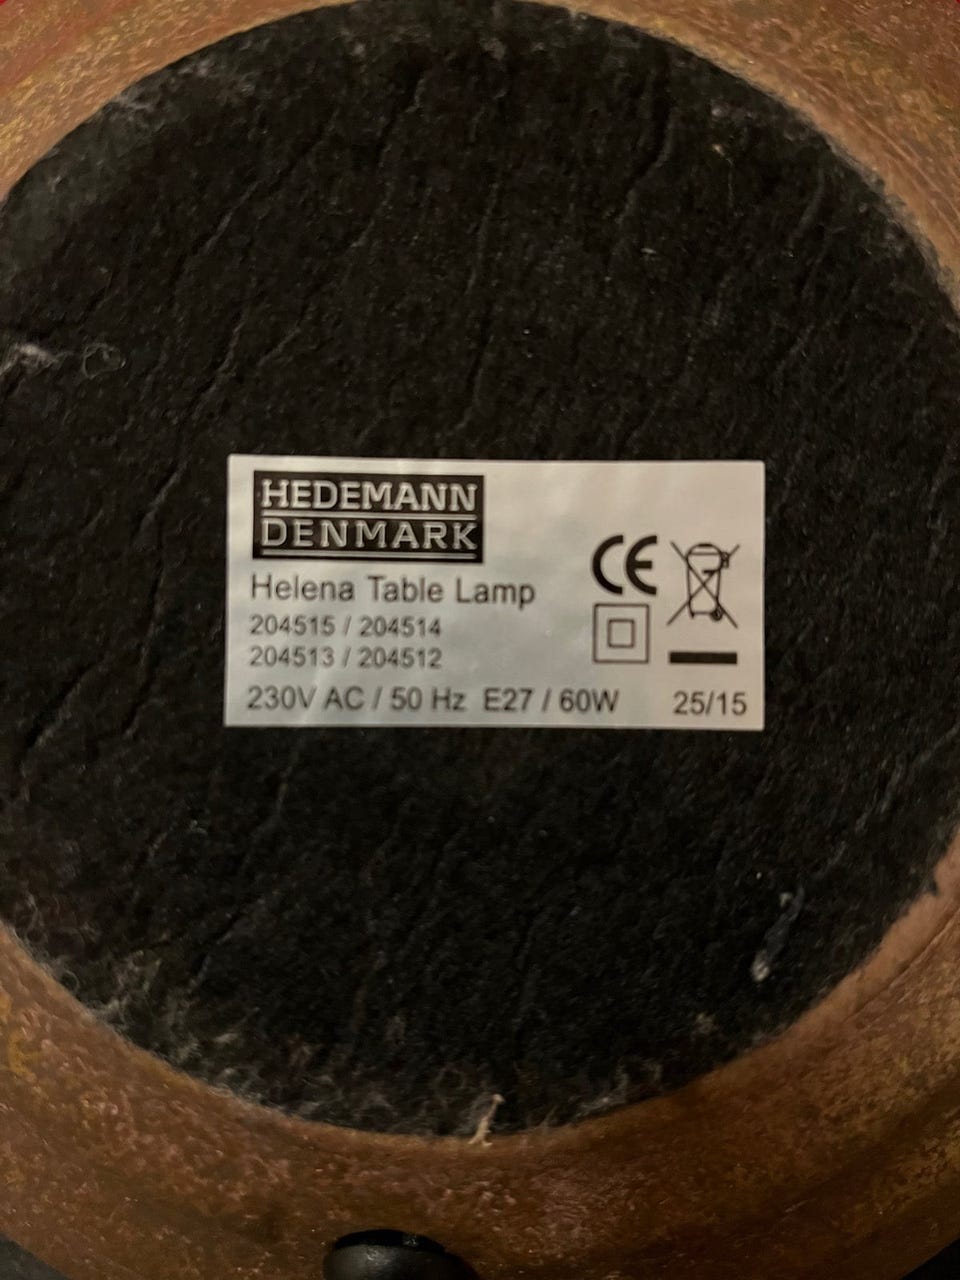 HEDEMANN
DENMARK
Helena Table Lamp
204515 / 204514
204513 / 204512
230V AC / 50 Hz E27 / 60W 25/15
CE